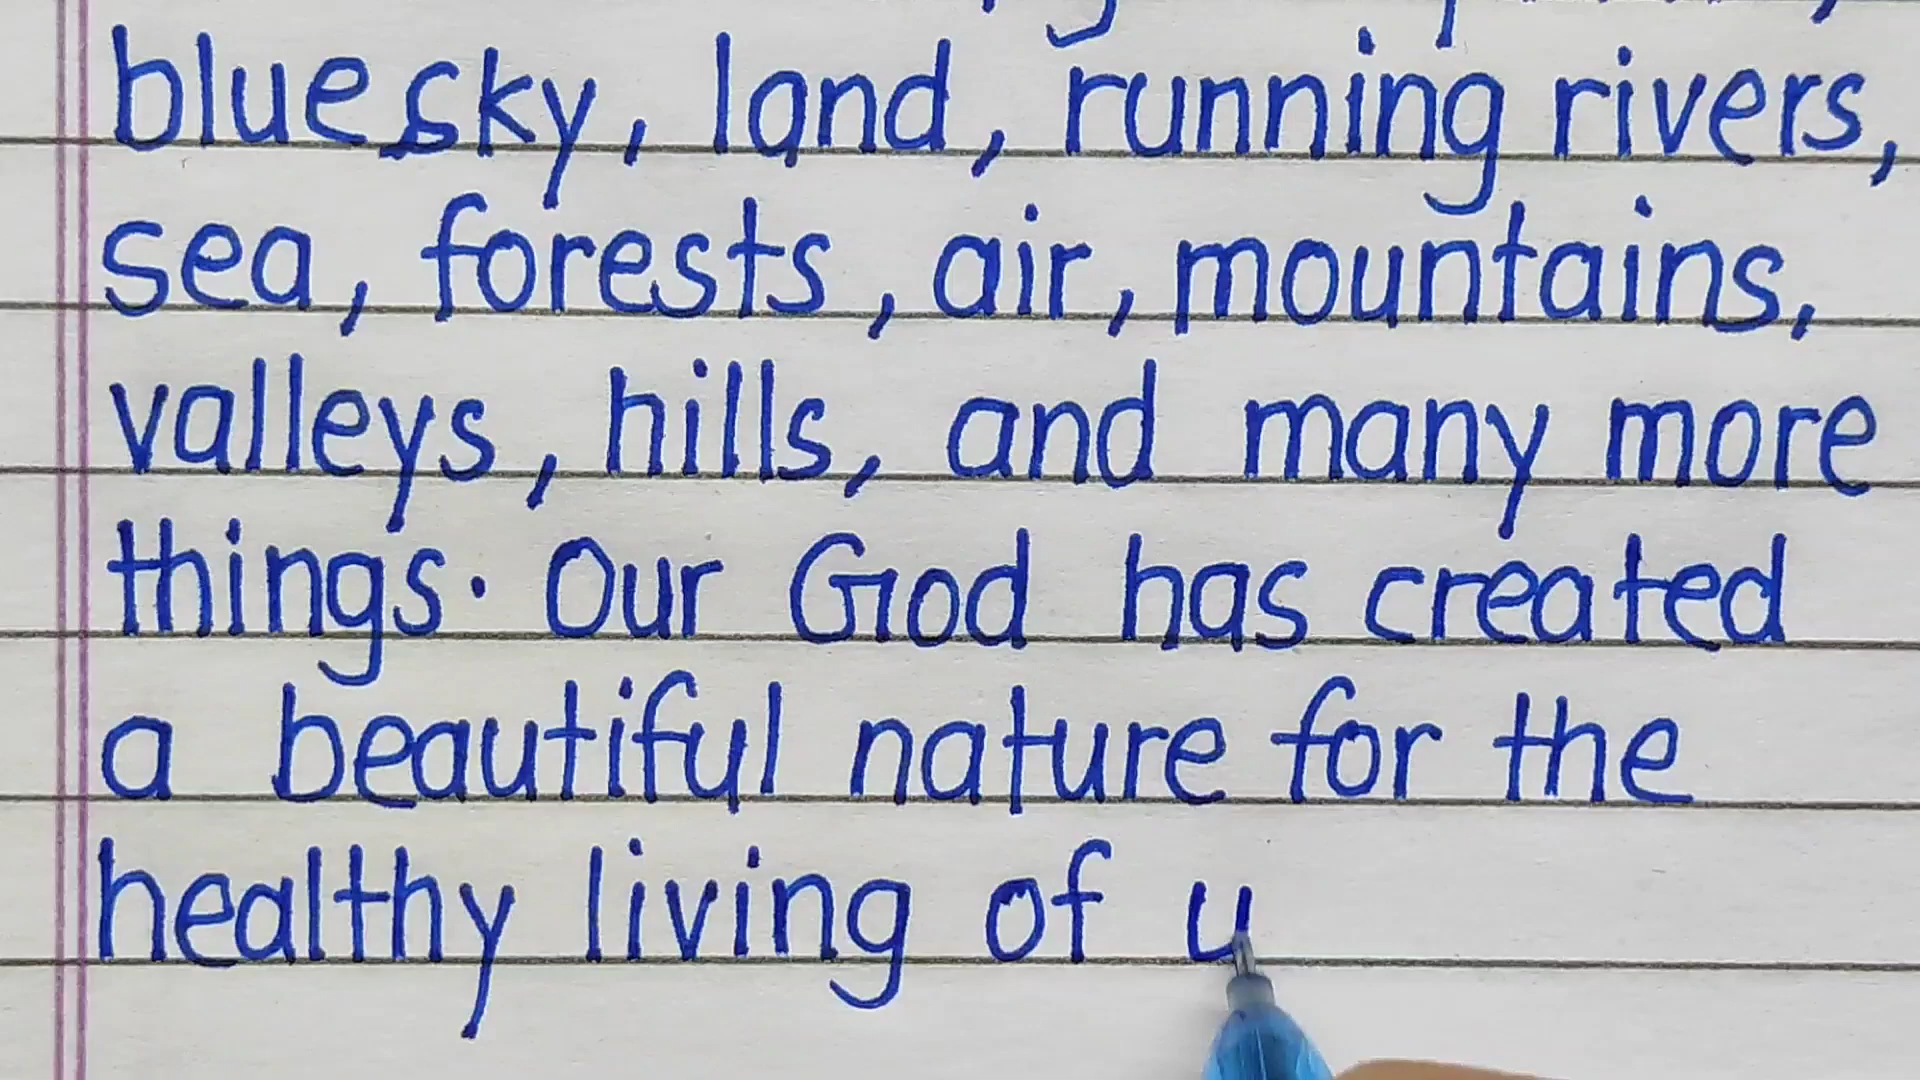 blue sky, land, running rivers,
sea, forests, air, mountains,
valleys, hills, and many more
things. Our God has created
a beautiful nature for the
healthy living of u